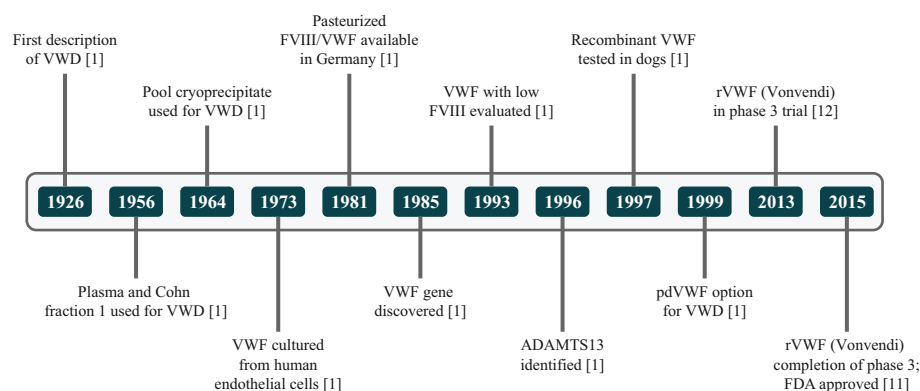 Pasteurized
FVIII/VWF available
in Germany [1]
First description
of VWD [1]
Recombinant VWF
tested in dogs [1]
Pool cryoprecipitate
used for VWD [1]
VWF with low
FVIII evaluated [1]
rVWF (Vonvendi)
in phase 3 trial [12]
1926 1956 1964 1973 1981 1985 1993 1996 1997 1999 2013 2015
Plasma and Cohn
fraction 1 used for VWD [1]
VWF gene
discovered [1]
pdVWF option
for VWD [1]
VWF cultured
from human
endothelial cells [1]
ADAMTS13
identified [1]
rVWF (Vonvendi)
completion of phase 3;
FDA approved [11]